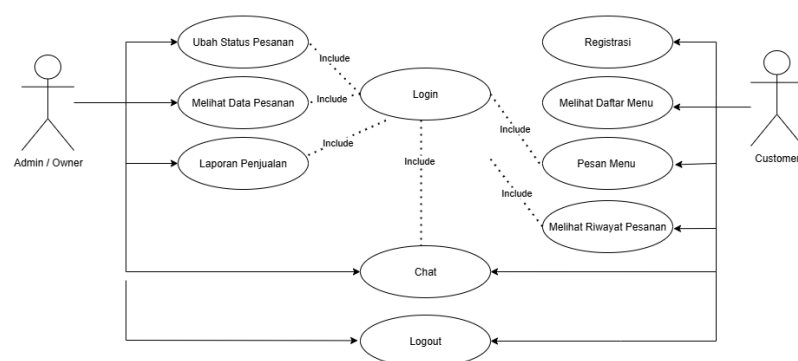 Ubah Status Pesanan
Include
Registrasi
Login
Melihat Data Pesanan
Include
Melihat Daftar Menu
Include
Include
Admin / Owner
Laporan Penjualan
Include
Pesan Menu
Customer
Include
Melihat Riwayat Pesanan
Chat
Logout